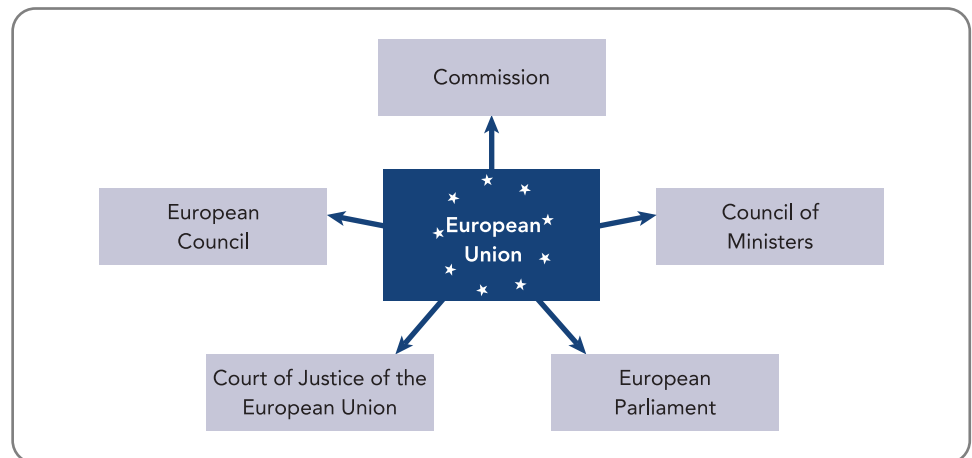 Commission
European
Council
European
Union
Council of
Ministers
Court of Justice of the
European Union
European
Parliament